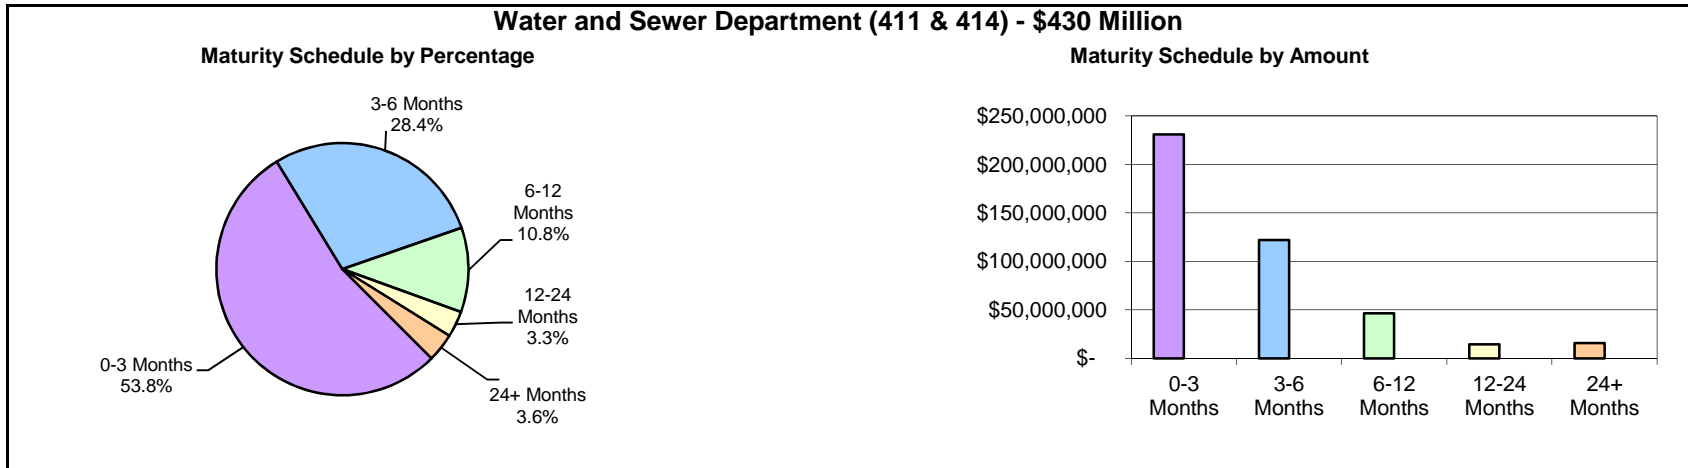 Water and Sewer Department (411 & 414) - $430 Million
Maturity Schedule by Percentage
3-6 Months
28.4%
6-12
Months
10.8%
12-24
Months
3.3%
24+ Months
3.6%
0-3 Months
53.8%
Maturity Schedule by Amount
$250,000,000
$200,000,000
$150,000,000
$100,000,000
$50,000,000
$-
0-3
Months
3-6
Months
6-12
Months
12-24
Months
24+
Months